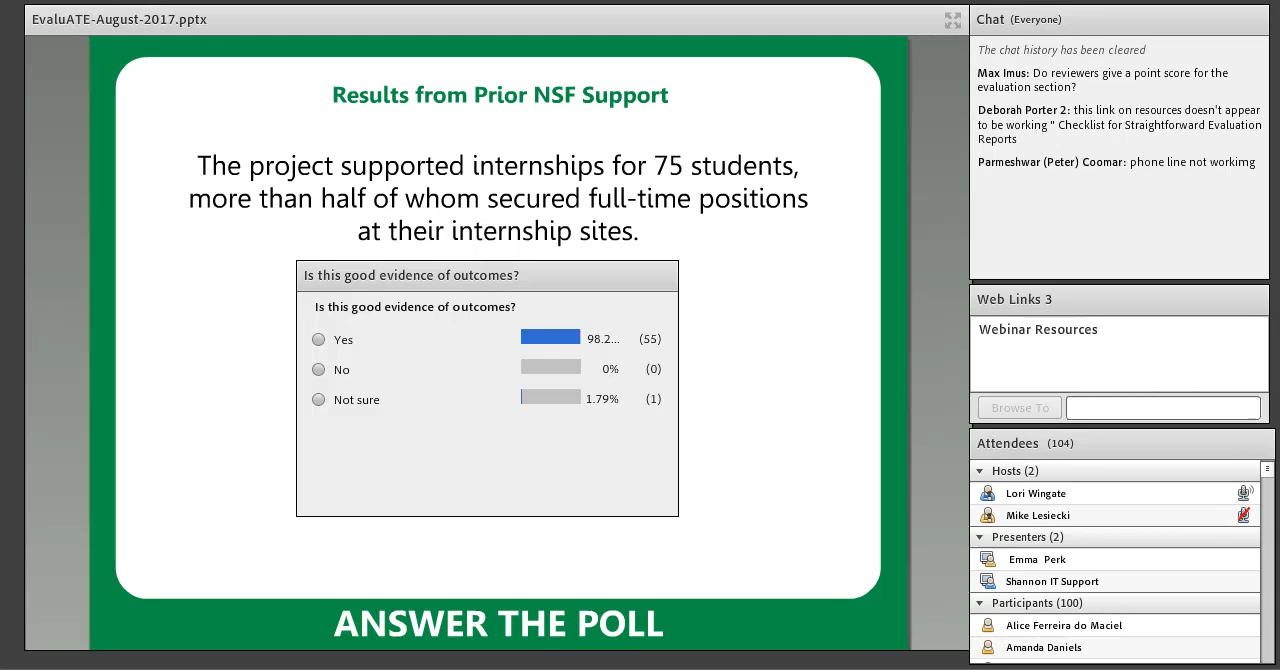 EvaluATE-August-2017.pptx
Results from Prior NSF Support
The project supported internships for 75 students,
more than half of whom secured full-time positions
at their internship sites.
Is this good evidence of outcomes?
Is this good evidence of outcomes?
Yes 98.2... (55)
No 0% (0)
Not sure 1.79% (1)
ANSWER THE POLL
Chat (Everyone)
The chat history has been cleared
Max Imus: Do reviewers give a point score for the
evaluation section?
Deborah Porter 2: this link on resources doesn't appear
to be working " Checklist for Straightforward Evaluation
Reports
Parmeshwar (Peter) Coomar: phone line not workimg
Web Links 3
Webinar Resources
Browse To
Attendees (104)
Hosts (2)
Lori Wingate
Mike Lesiecki
Presenters (2)
Emma Perk
Shannon IT Support
Participants (100)
Alice Ferreira do Maciel
Amanda Daniels